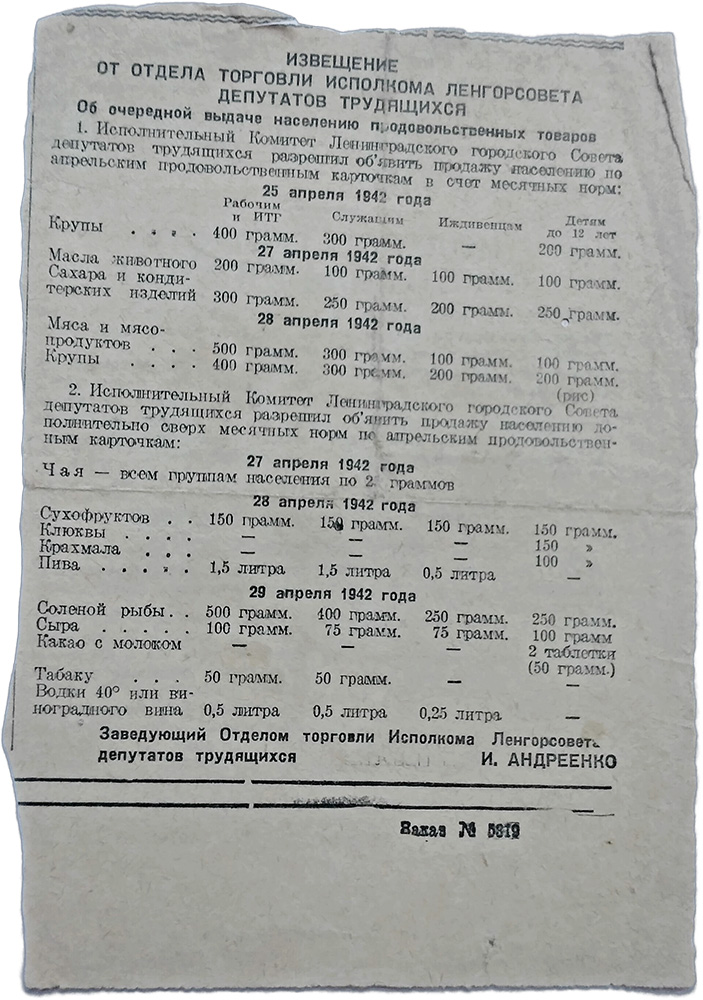 ИЗВЕЩЕНИЕ
ОТ ОТДЕЛА ТОРГОВЛИ ИСПОЛКОМА ЛЕНГОРСОВЕТА
ДЕПУТАТОВ ТРУДЯЩИХСЯ
Об очередной выдаче населению продовольственных товаров
1. Исполнительный Комитет Ленинградского городского Совета
депутатов трудящихся разрешил об'явить продажу населению по
апрельским продовольственным карточкам в счет месячных норм:
25 апреля 1942 года
Рабочим и ИТГ Служащим Иждивенцам Детям до 12 лет
Крупы . . . . 400 грамм. 300 грамм. — 200 грамм.
27 апреля 1942 года
Масла животного 200 грамм. 100 грамм. 100 грамм. 100 грамм.
Сахара и конди-
терских изделий 300 грамм. 250 грамм. 200 грамм. 250 грамм.
28 апреля 1942 года
Мяса и мясо-
продуктов . . . 500 грамм. 300 грамм. 100 грамм. 100 грамм.
Крупы . . . . 400 грамм. 300 грамм. 200 грамм. 200 грамм.
(рис)
2. Исполнительный Комитет Ленинградского городского Совета
депутатов трудящихся разрешил об'явить продажу населению до-
полнительно сверх месячных норм по апрельским продовольствен-
ным карточкам:
27 апреля 1942 года
Чая — всем группам населения по 25 граммов
28 апреля 1942 года
Сухофруктов . . 150 грамм. 150 грамм. 150 грамм. 150 грамм.
Клюквы . . . . — — — 150 »
Крахмала . . . — — — 100 »
Пива . . . . . 1,5 литра 1,5 литра 0,5 литра —
29 апреля 1942 года
Соленой рыбы . . 500 грамм. 400 грамм. 250 грамм. 250 грамм.
Сыра . . . . . 100 грамм. 75 грамм. 75 грамм. 100 грамм
Какао с молоком — — — 2 таблетки
(50 грамм.)
Табаку . . . 50 грамм. 50 грамм. — —
Водки 40° или ви-
ноградного вина 0,5 литра 0,5 литра 0,25 литра —
Заведующий Отделом торговли Исполкома Ленгорсовета
депутатов трудящихся И. АНДРЕЕНКО
Заказ № 5819